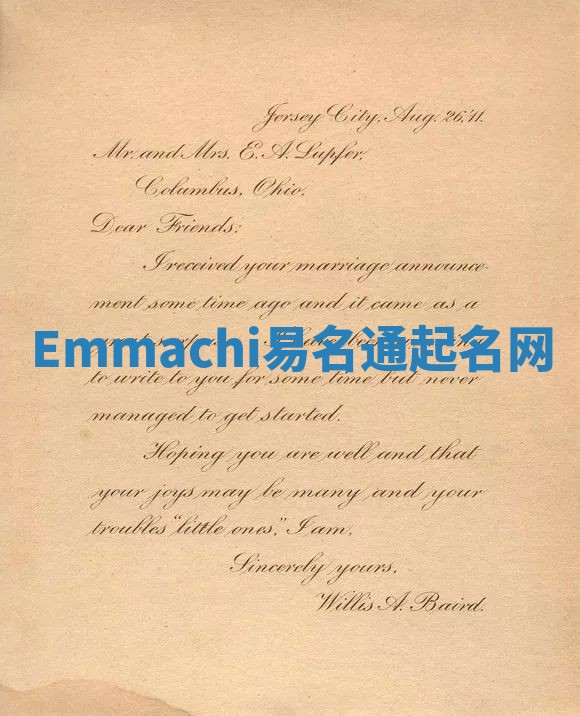 Jersey City, Aug. 26,'11.
Mr. and Mrs. E. A. Lupfer,
Columbus, Ohio.
Dear Friends:
I received your marriage announce-
ment some time ago and it came as a
Emmachi易名通起名网
to write to you for some time but never
managed to get started.
Hoping you are well and that
your joys may be many and your
troubles "little ones," I am,
Sincerely yours,
Willis A. Baird.